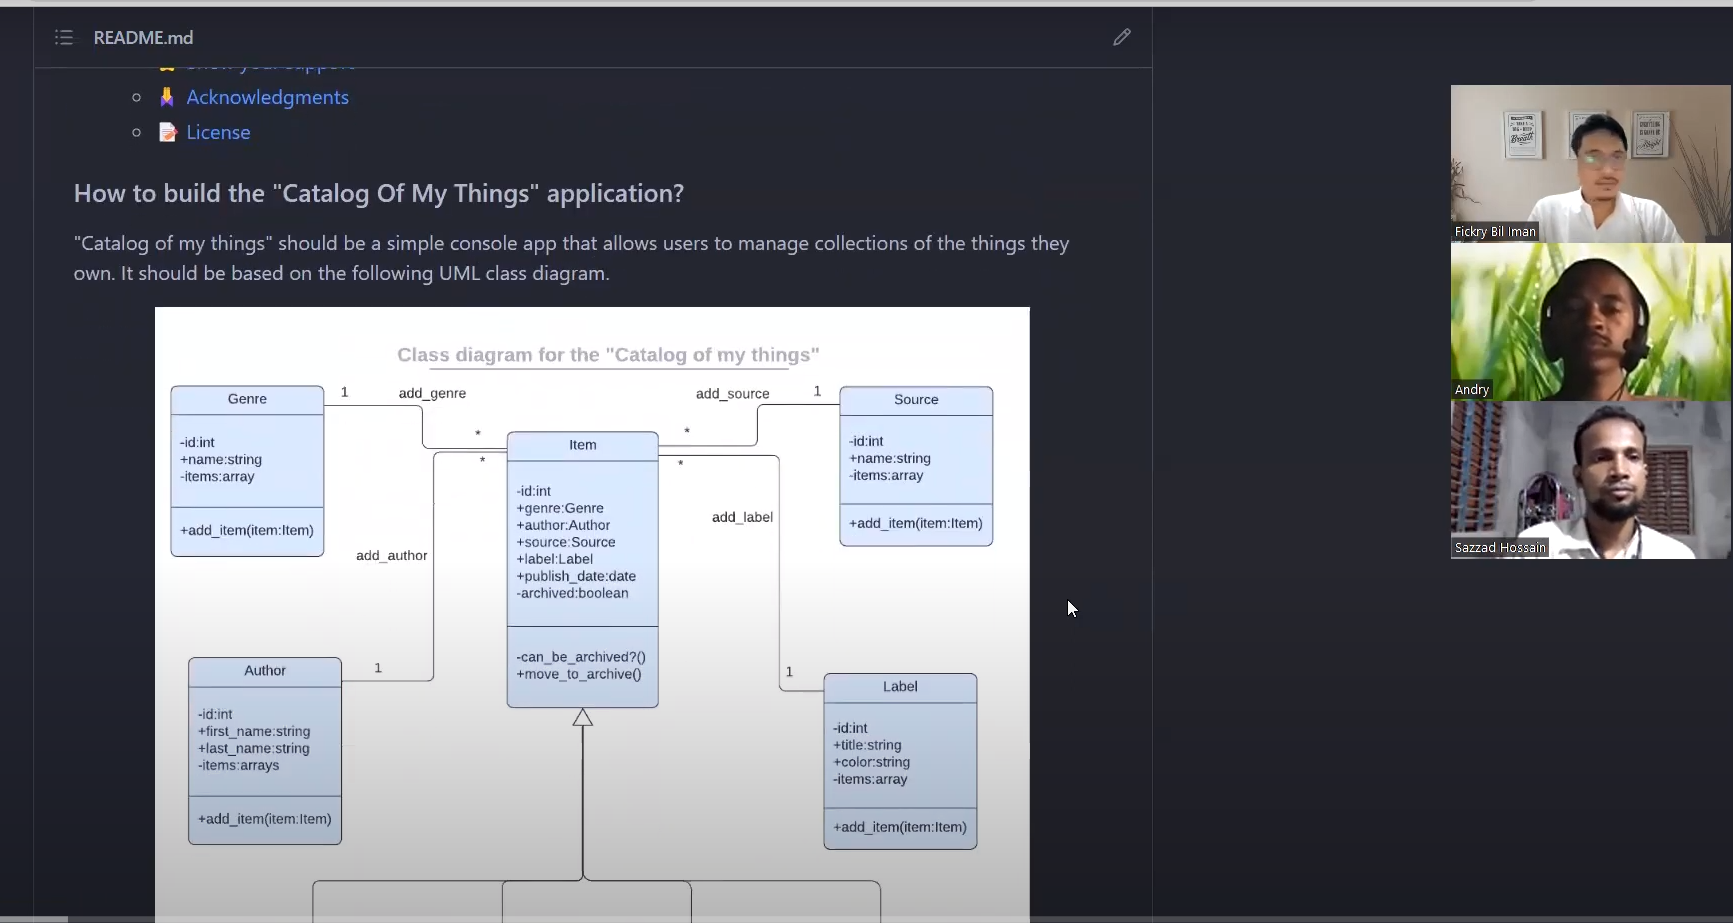 README.md
Show your support
Acknowledgments
License
How to build the "Catalog Of My Things" application?
"Catalog of my things" should be a simple console app that allows users to manage collections of the things they
own. It should be based on the following UML class diagram.
Class diagram for the "Catalog of my things"
Genre
-id:int
+name:string
-items:array
+add_item(item:Item)
1
add_genre
*
*
add_author
Item
-id:int
+genre:Genre
+author:Author
+source:Source
+label:Label
+publish_date:date
-archived:boolean
-can_be_archived?()
+move_to_archive()
add_source
1
*
*
add_label
Source
-id:int
+name:string
-items:array
+add_item(item:Item)
Author
-id:int
+first_name:string
+last_name:string
-items:arrays
+add_item(item:Item)
1
1
Label
-id:int
+title:string
+color:string
-items:array
+add_item(item:Item)
Breath
Fickry Bil Iman
Andry
Sazzad Hossain